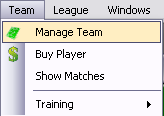 Team League Windows
Manage Team
Buy Player
Show Matches
Training